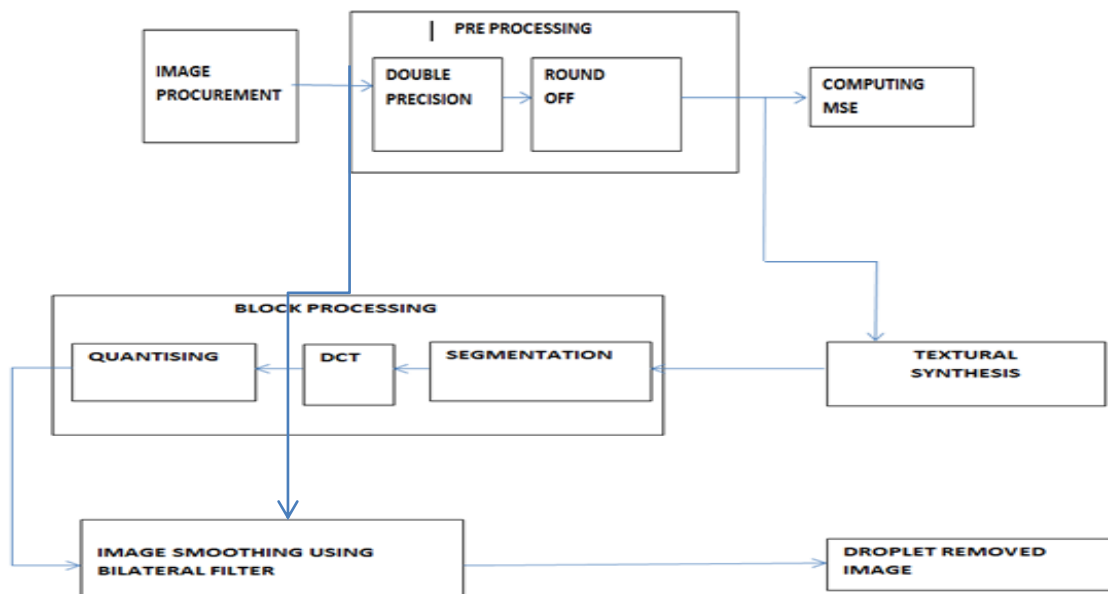 PRE PROCESSING
IMAGE
PROCUREMENT
DOUBLE
PRECISION
ROUND
OFF
COMPUTING
MSE
BLOCK PROCESSING
QUANTISING
DCT
SEGMENTATION
TEXTURAL
SYNTHESIS
IMAGE SMOOTHING USING
BILATERAL FILTER
DROPLET REMOVED
IMAGE